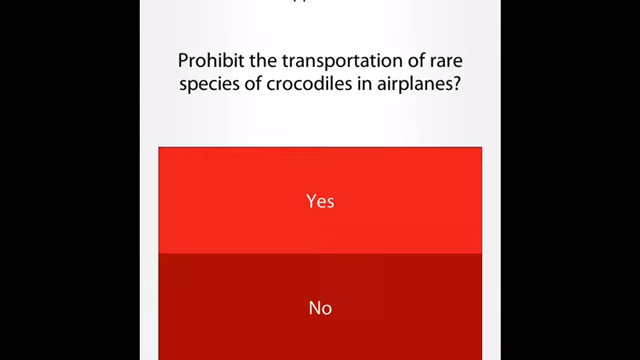 Prohibit the transportation of rare
species of crocodiles in airplanes?
Yes
No